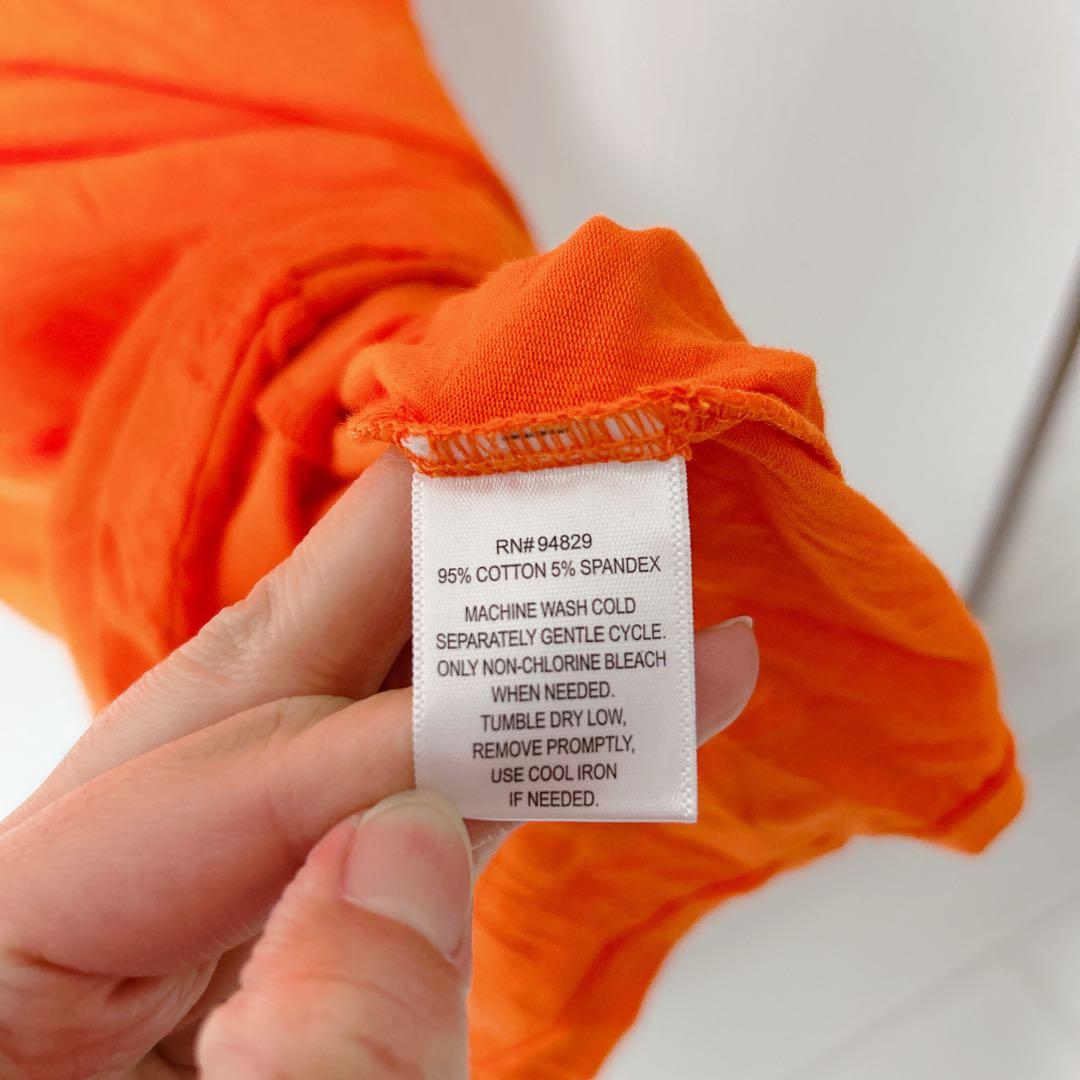 RN# 94829
95% COTTON 5% SPANDEX
MACHINE WASH COLD
SEPARATELY GENTLE CYCLE.
ONLY NON-CHLORINE BLEACH
WHEN NEEDED.
TUMBLE DRY LOW,
REMOVE PROMPTLY,
USE COOL IRON
IF NEEDED.